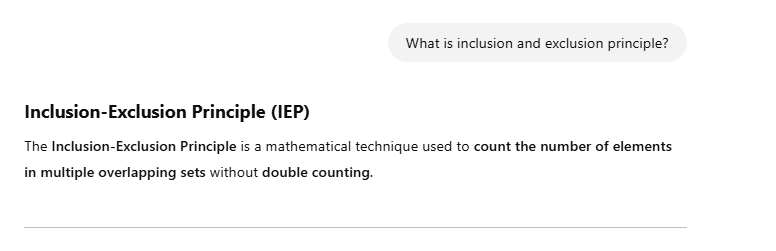 What is inclusion and exclusion principle?
Inclusion-Exclusion Principle (IEP)
The Inclusion-Exclusion Principle is a mathematical technique used to count the number of elements
in multiple overlapping sets without double counting.